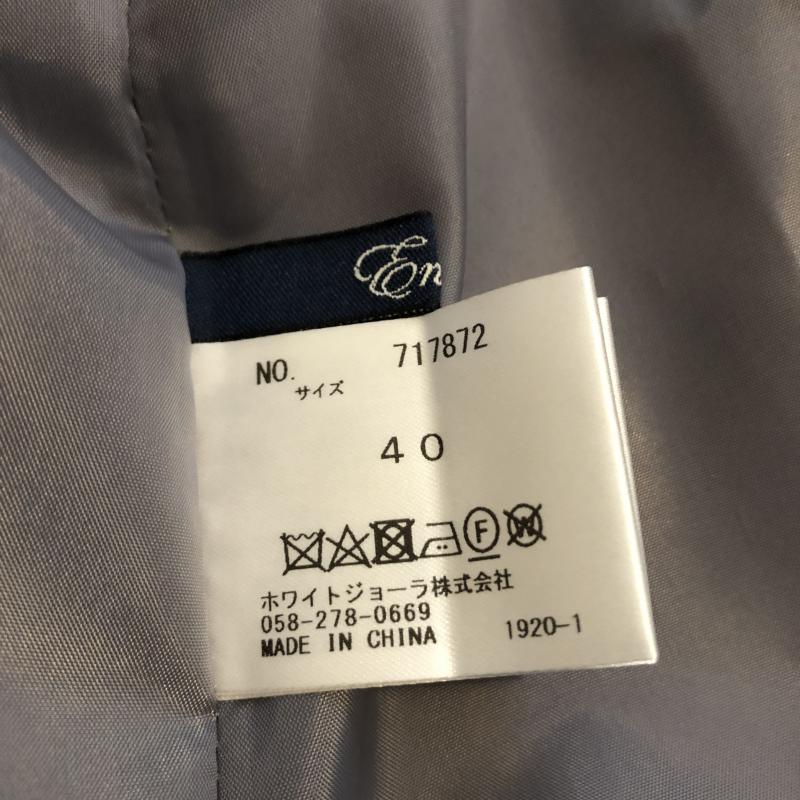 En
NO. 717872
サイズ
40
F W
ホワイトジョーラ株式会社
058-278-0669
MADE IN CHINA 1920-1